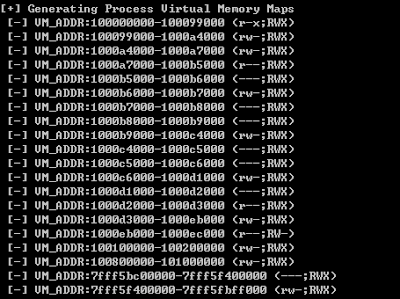 [+] Generating Process Virtual Memory Maps
[-] VM_ADDR:100000000-100099000 (r-x;RWX)
[-] VM_ADDR:100099000-1000a4000 (rw-;RWX)
[-] VM_ADDR:1000a4000-1000a7000 (rw-;RWX)
[-] VM_ADDR:1000a7000-1000b5000 (r--;RWX)
[-] VM_ADDR:1000b5000-1000b6000 (---;RWX)
[-] VM_ADDR:1000b6000-1000b7000 (rw-;RWX)
[-] VM_ADDR:1000b7000-1000b8000 (---;RWX)
[-] VM_ADDR:1000b8000-1000b9000 (---;RWX)
[-] VM_ADDR:1000b9000-1000c4000 (rw-;RWX)
[-] VM_ADDR:1000c4000-1000c5000 (---;RWX)
[-] VM_ADDR:1000c5000-1000c6000 (---;RWX)
[-] VM_ADDR:1000c6000-1000d1000 (rw-;RWX)
[-] VM_ADDR:1000d1000-1000d2000 (---;RWX)
[-] VM_ADDR:1000d2000-1000d3000 (r--;RWX)
[-] VM_ADDR:1000d3000-1000eb000 (rw-;RWX)
[-] VM_ADDR:1000eb000-1000ec000 (r--;RW-)
[-] VM_ADDR:100100000-100200000 (rw-;RWX)
[-] VM_ADDR:100800000-101000000 (rw-;RWX)
[-] VM_ADDR:7fff5bc00000-7fff5f400000 (---;RWX)
[-] VM_ADDR:7fff5f400000-7fff5fbff000 (rw-;RWX)